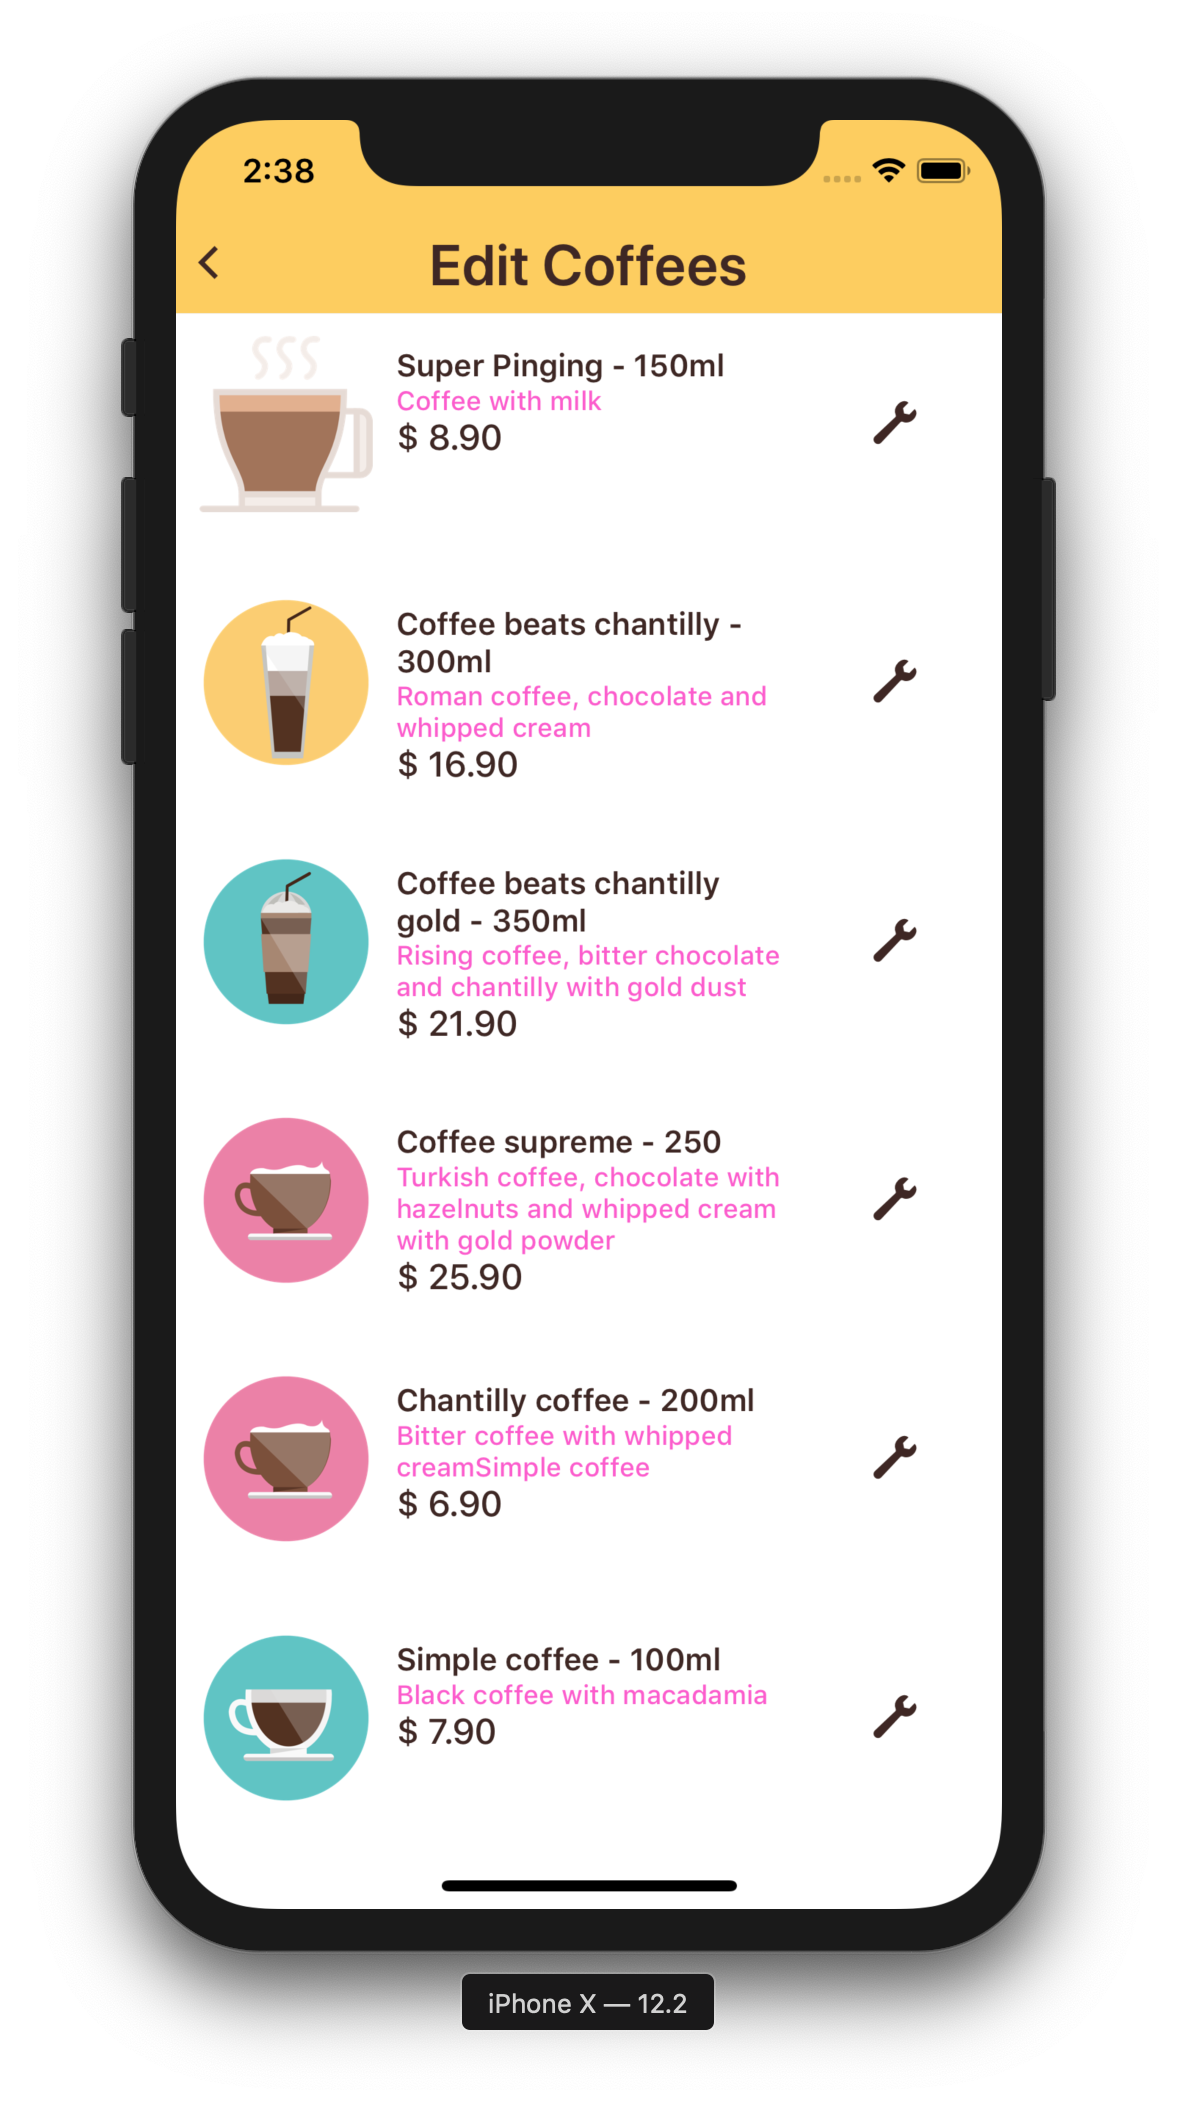 2:38
Edit Coffees
Super Pinging - 150ml
Coffee with milk
$ 8.90
Coffee beats chantilly -
300ml
Roman coffee, chocolate and
whipped cream
$ 16.90
Coffee beats chantilly
gold - 350ml
Rising coffee, bitter chocolate
and chantilly with gold dust
$ 21.90
Coffee supreme - 250
Turkish coffee, chocolate with
hazelnuts and whipped cream
with gold powder
$ 25.90
Chantilly coffee - 200ml
Bitter coffee with whipped
creamSimple coffee
$ 6.90
Simple coffee - 100ml
Black coffee with macadamia
$ 7.90
iPhone X — 12.2